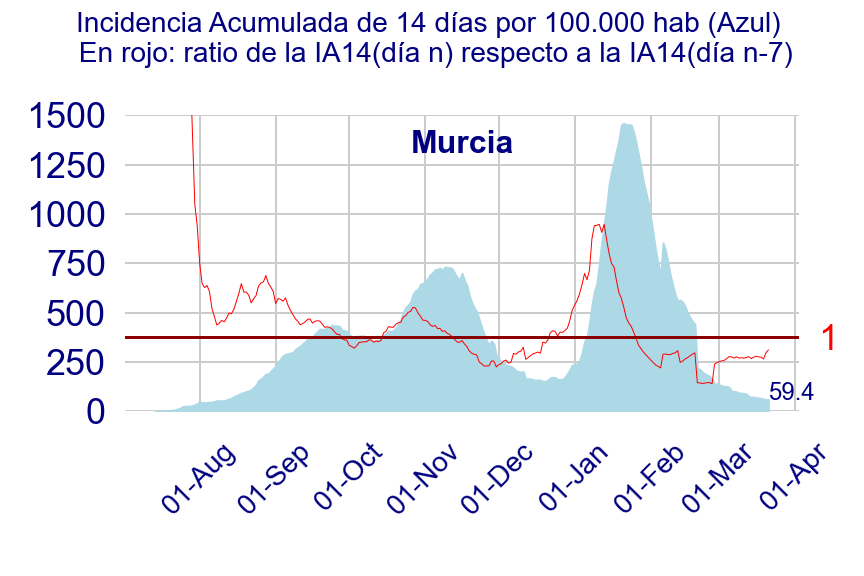 Incidencia Acumulada de 14 días por 100.000 hab (Azul)
En rojo: ratio de la IA14(día n) respecto a la IA14(día n-7)
1500
Murcia
1250
1000
750
500
1
250
59.4
0
01-Aug
01-Sep
01-Oct
01-Nov
01-Dec
01-Jan
01-Feb
01-Mar
01-Apr